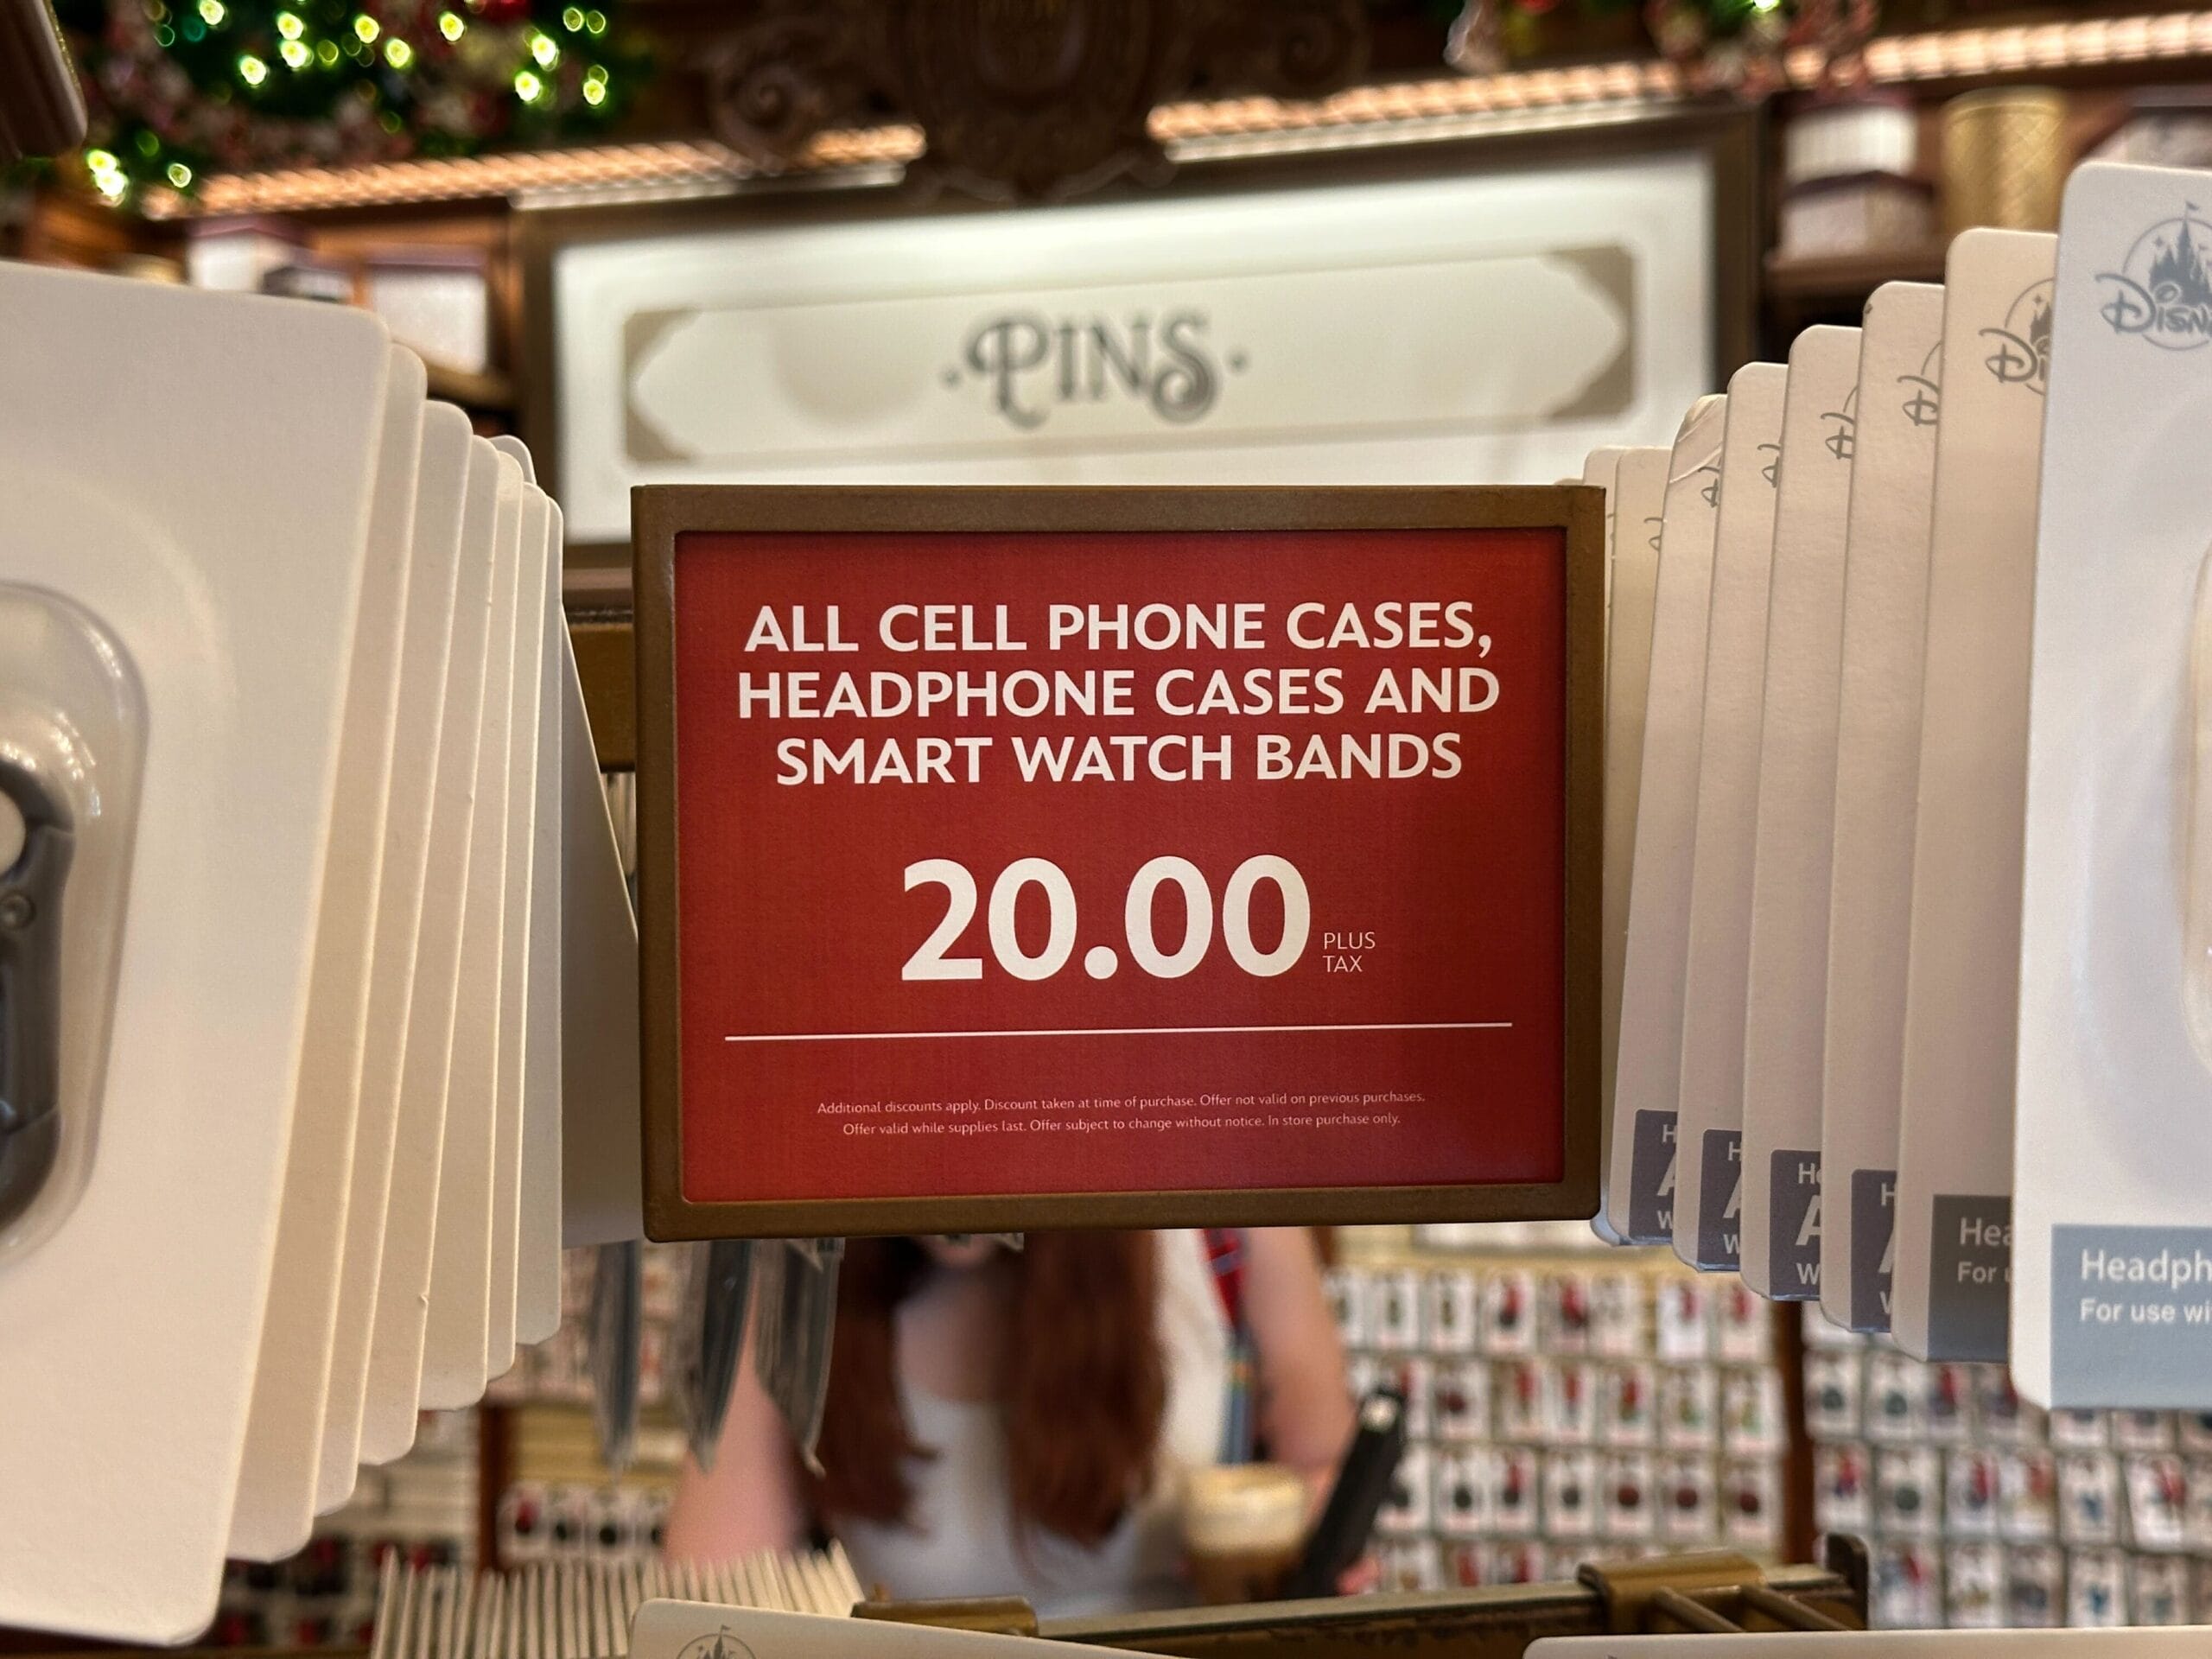 ·PINS·
ALL CELL PHONE CASES,
HEADPHONE CASES AND
SMART WATCH BANDS
20.00 PLUS
TAX
Additional discounts apply. Discount taken at time of purchase. Offer not valid on previous purchases.
Offer valid while supplies last. Offer subject to change without notice. In store purchase only.
For use